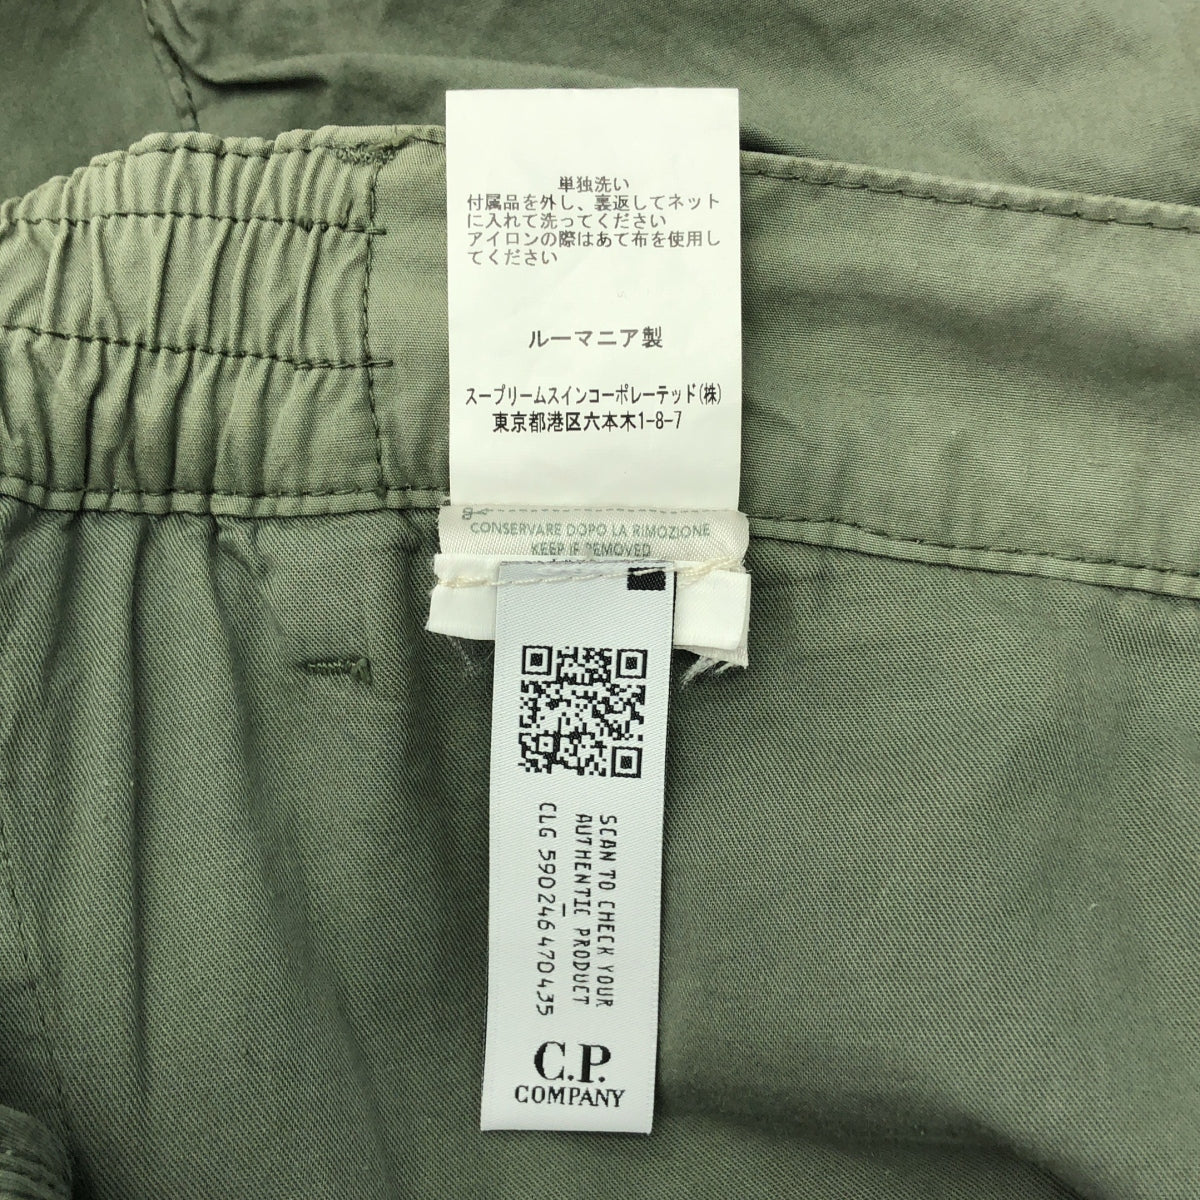 単独洗い
付属品を外し、裏返してネット
に入れて洗ってください
アイロンの際はあて布を使用し
てください
ルーマニア製
スープリームスインコーポレーテッド(株)
東京都港区六本木1-8-7
CONSERVARE DOPO LA RIMOZIONE
KEEP IF REMOVED
SCAN TO CHECK YOUR
AUTHENTIC PRODUCT
CLG 590246470435
C.P.
COMPANY